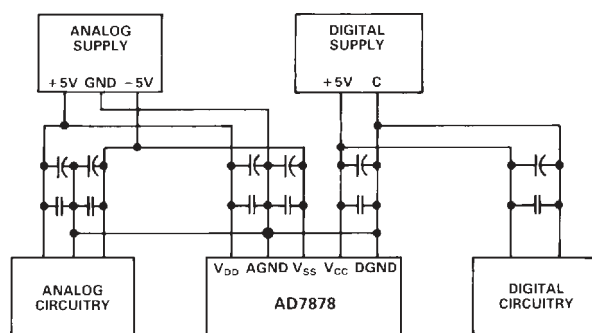 ANALOG
SUPPLY
+5V GND −5V
DIGITAL
SUPPLY
+5V C
ANALOG
CIRCUITRY
VDD AGND VSS VCC DGND
AD7878
DIGITAL
CIRCUITRY